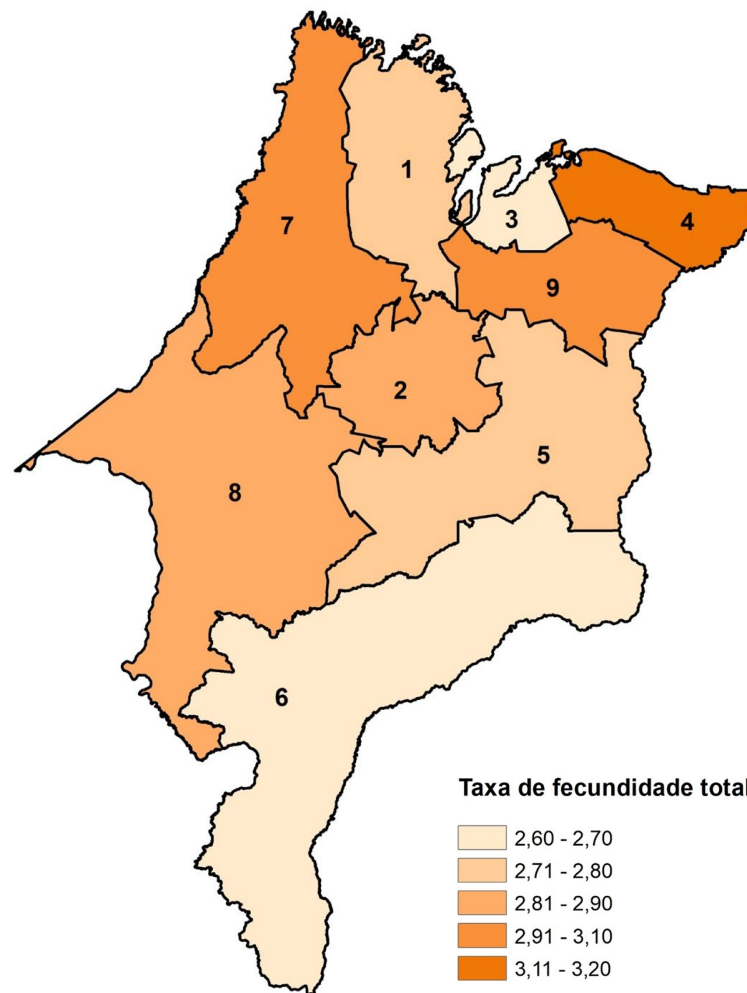 1
3
4
7
9
2
5
8
6
Taxa de fecundidade total
2,60 - 2,70
2,71 - 2,80
2,81 - 2,90
2,91 - 3,10
3,11 - 3,20